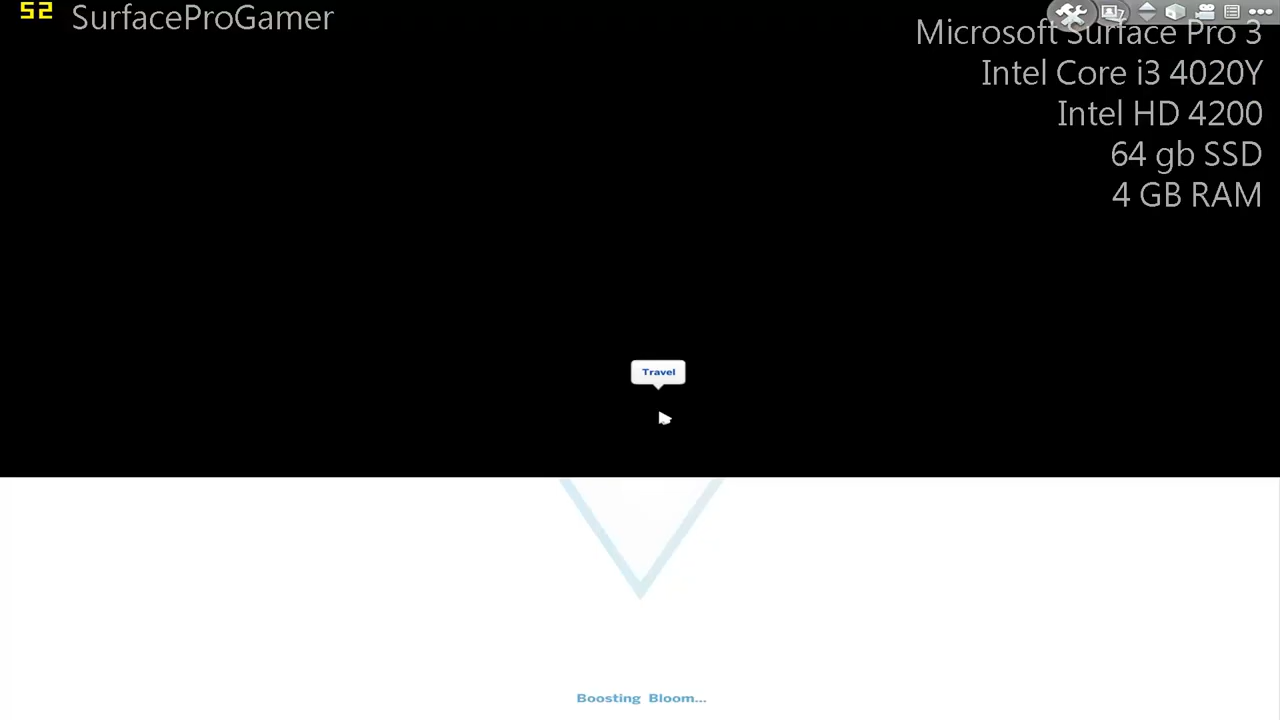 52 SurfaceProGamer
Microsoft Surface Pro 3
Intel Core i3 4020Y
Intel HD 4200
64 gb SSD
4 GB RAM
Travel
Boosting Bloom...